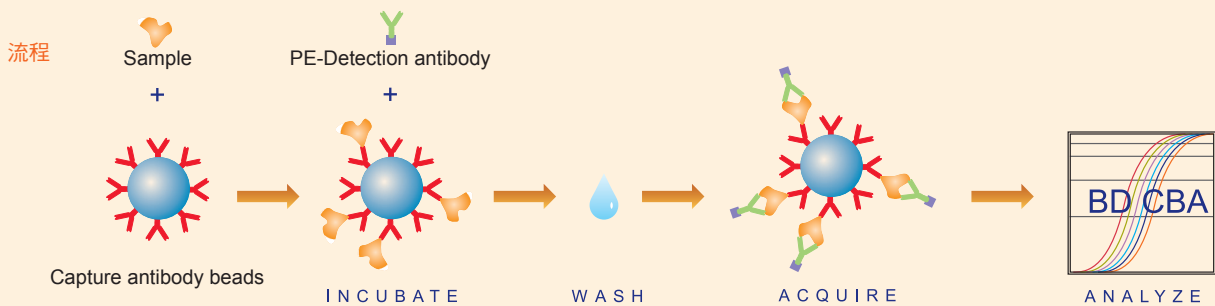 流程
Sample
PE-Detection antibody
+
+
BD CBA
Capture antibody beads
INCUBATE
WASH
ACQUIRE
ANALYZE